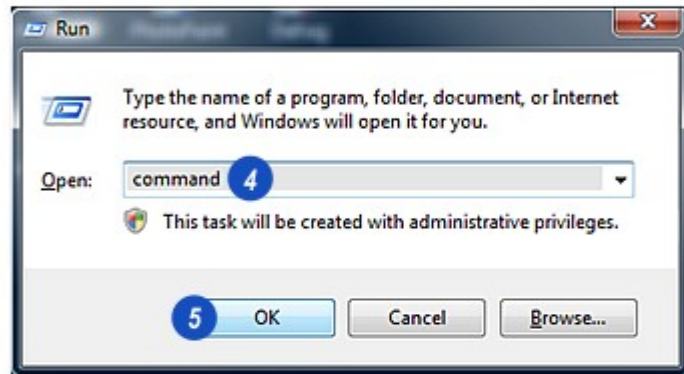 Run
Type the name of a program, folder, document, or Internet
resource, and Windows will open it for you.
Open: command 4
This task will be created with administrative privileges.
5 OK Cancel Browse...